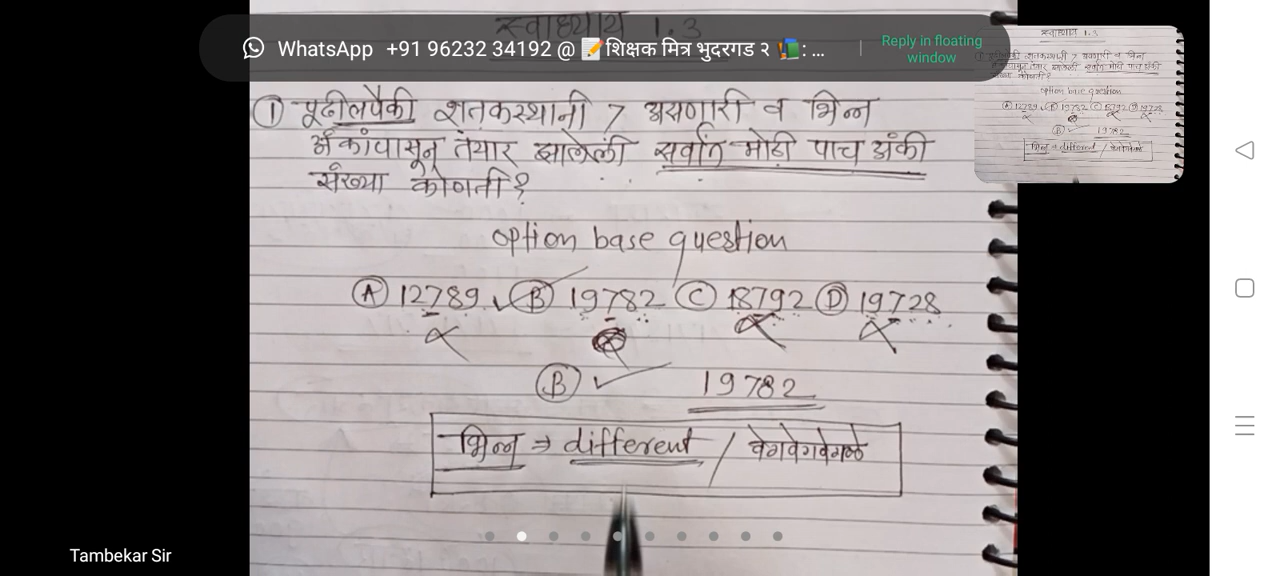 स्वाध्याय 1.3
WhatsApp +91 96232 34192 @ 📝शिक्षक मित्र भुदरगड २ 📚: ...
Reply in floating window
① पूढीलपैकी शतकस्थानी 7 असणारी व भिन्न
अंकांपासून तयार झालेली सर्वात मोठी पाच अंकी
संख्या कोणती?
option base question
Ⓐ 12789 Ⓑ 19782 Ⓒ 18792 Ⓓ 19728
Ⓑ ✓ 19782
भिन्न ⇒ different / वेगवेगवेगळे
Tambekar Sir